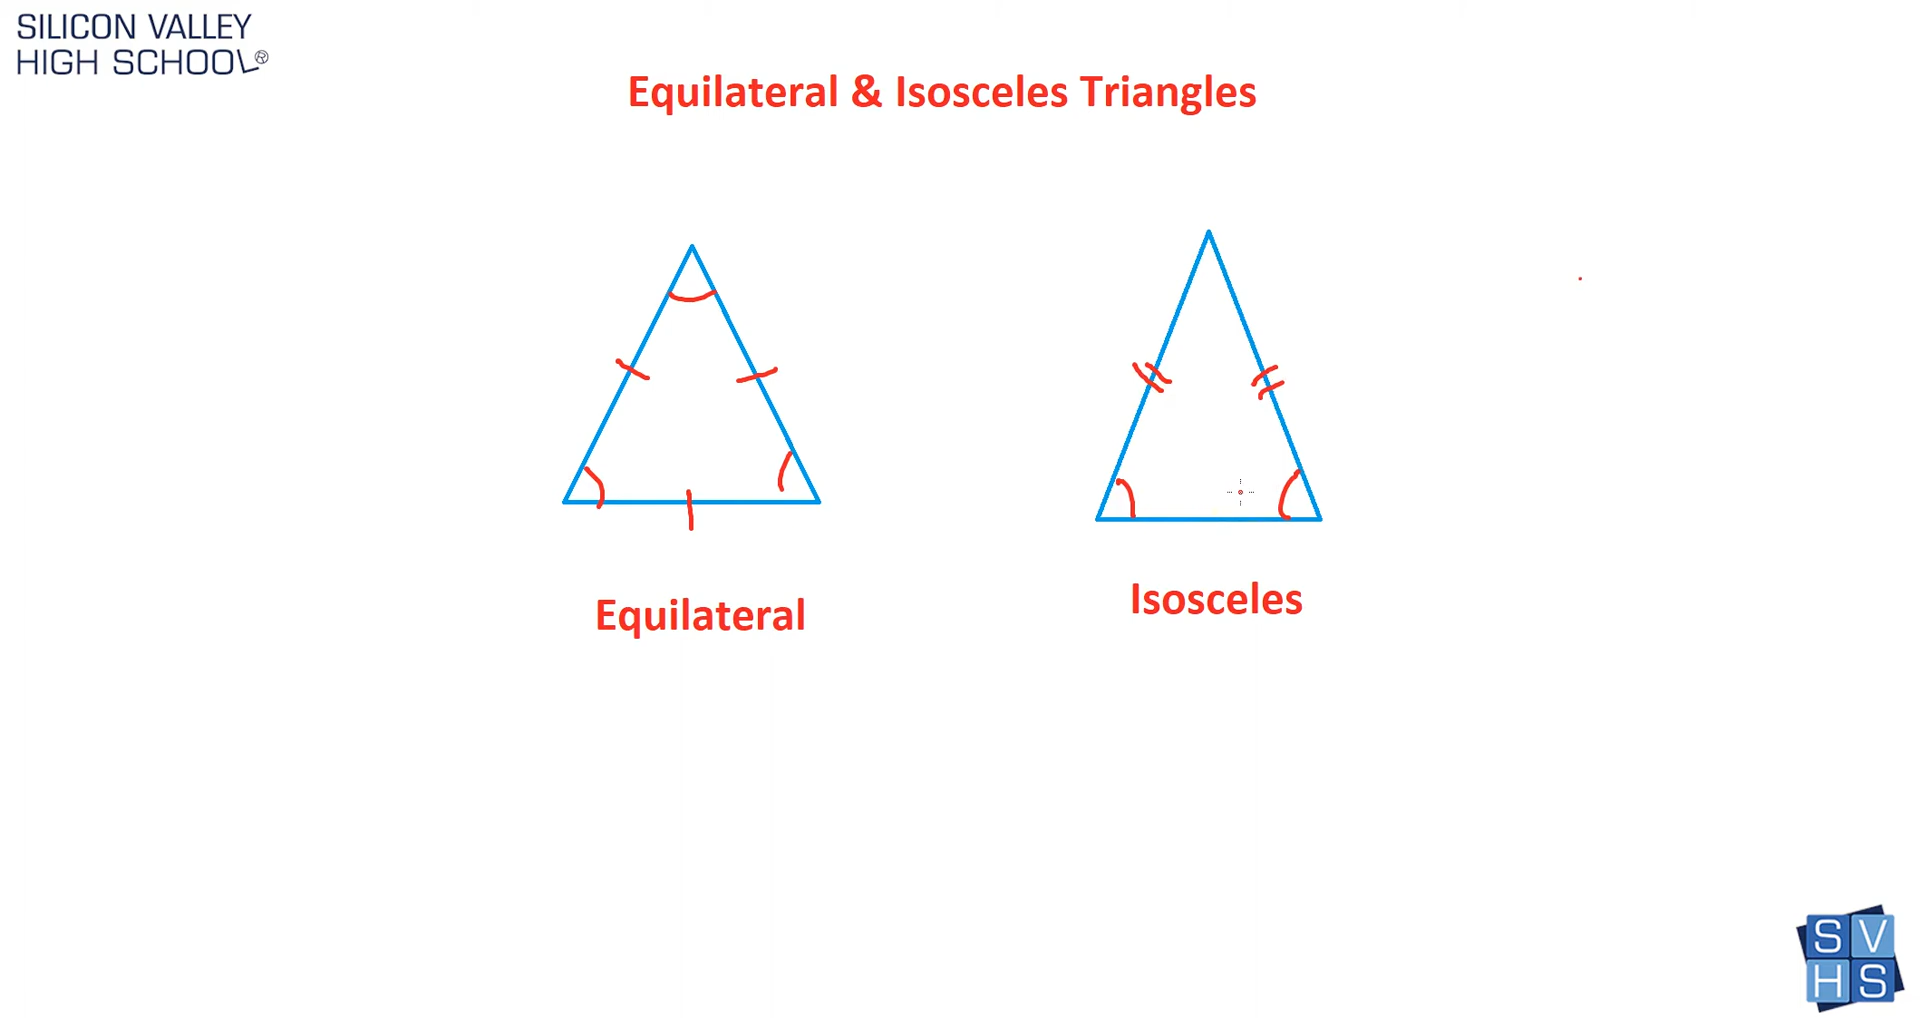 SILICON VALLEY
HIGH SCHOOL®
Equilateral & Isosceles Triangles
Equilateral
Isosceles
SV
HS